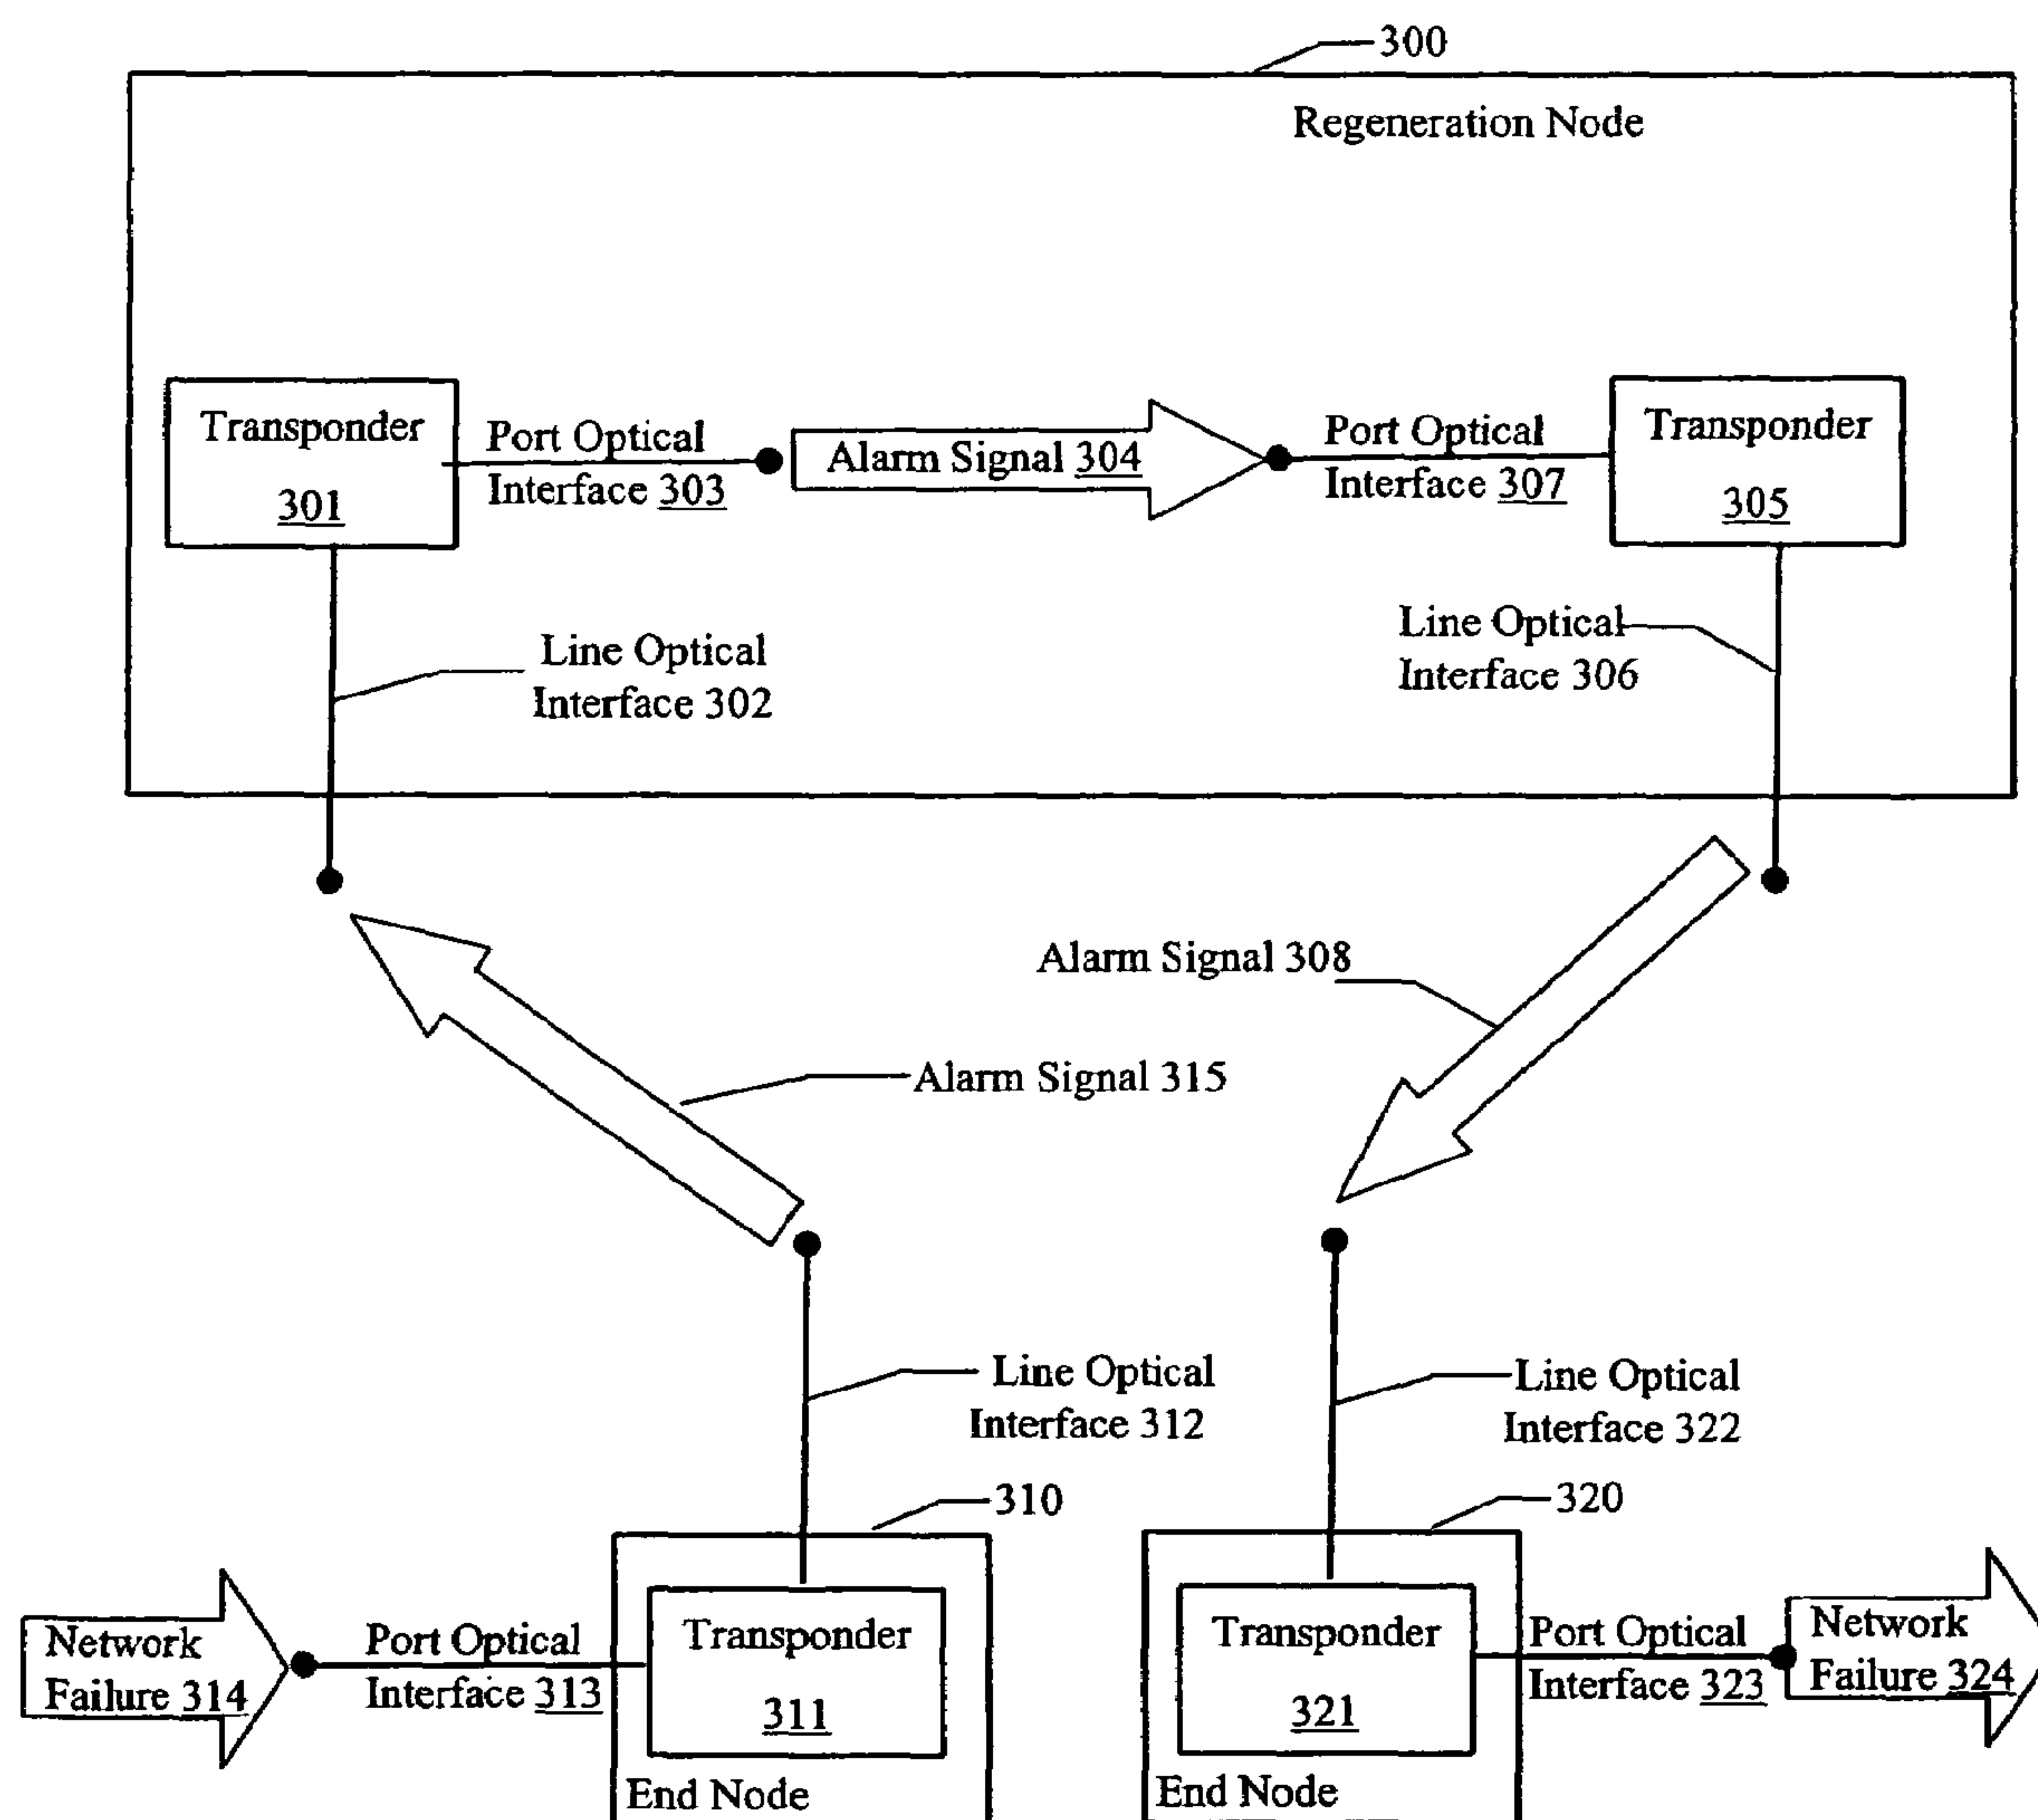 300
Regeneration Node
Transponder
301
Port Optical
Interface 303
Alarm Signal 304
Port Optical
Interface 307
Transponder
305
Line Optical
Interface 302
Line Optical
Interface 306
Alarm Signal 308
Alarm Signal 315
Line Optical
Interface 312
Line Optical
Interface 322
310
320
Network
Failure 314
Port Optical
Interface 313
Transponder
311
End Node
Transponder
321
End Node
Port Optical
Interface 323
Network
Failure 324